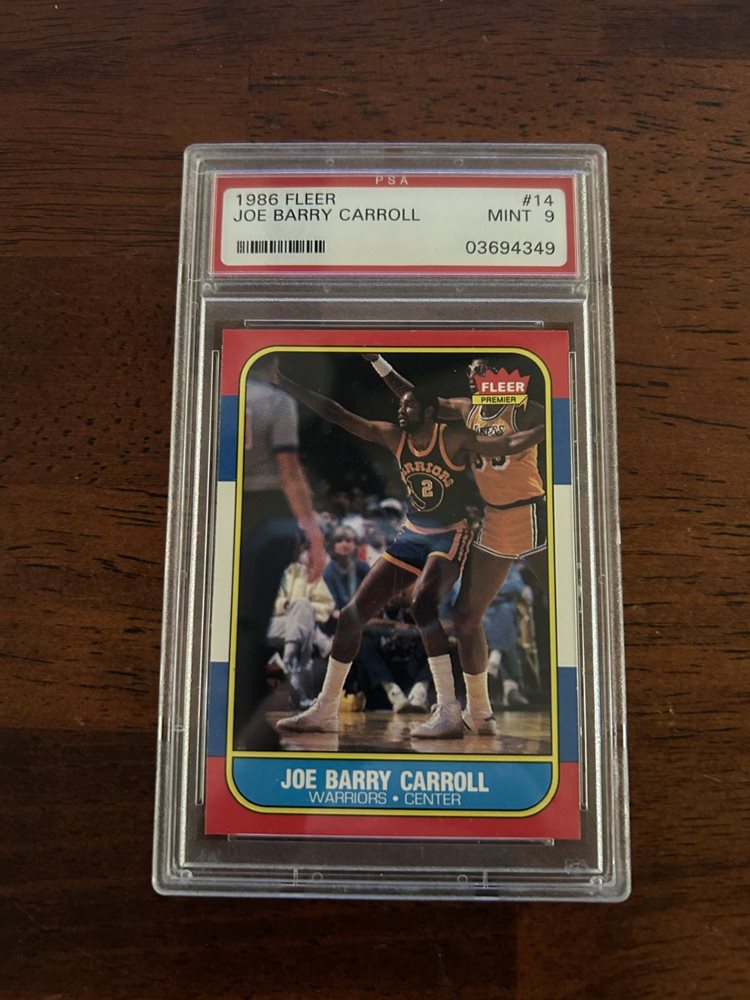 PSA
1986 FLEER #14
JOE BARRY CARROLL MINT 9
03694349
FLEER
PREMIER
WARRIORS
2
JOE BARRY CARROLL
WARRIORS • CENTER